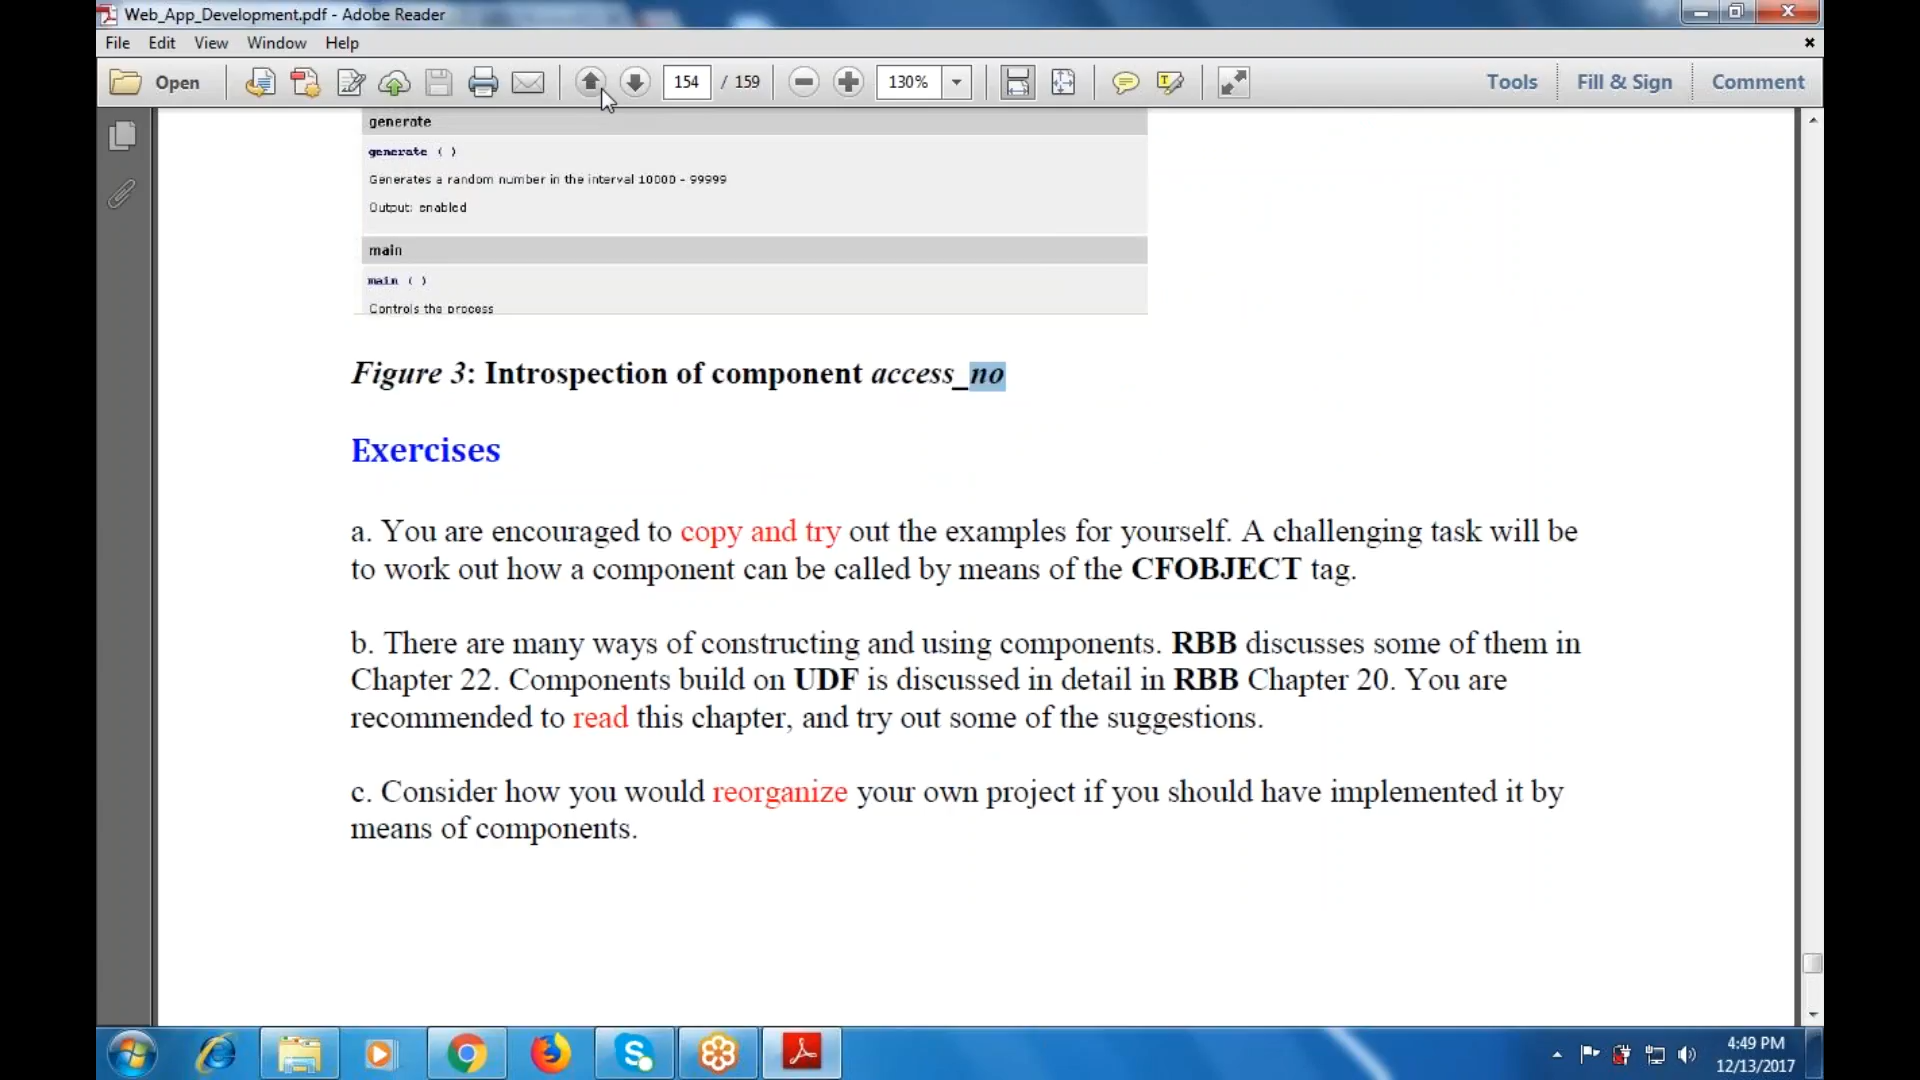 Web_App_Development.pdf - Adobe Reader
File Edit View Window Help
Open 154 / 159 130% Tools Fill & Sign Comment
generate
generate ( )
Generates a random number in the interval 10000 - 99999
Output: enabled
main
main ( )
Controls the process
Figure 3: Introspection of component access_no
Exercises
a. You are encouraged to copy and try out the examples for yourself. A challenging task will be
to work out how a component can be called by means of the CFOBJECT tag.
b. There are many ways of constructing and using components. RBB discusses some of them in
Chapter 22. Components build on UDF is discussed in detail in RBB Chapter 20. You are
recommended to read this chapter, and try out some of the suggestions.
c. Consider how you would reorganize your own project if you should have implemented it by
means of components.
4:49 PM
12/13/2017